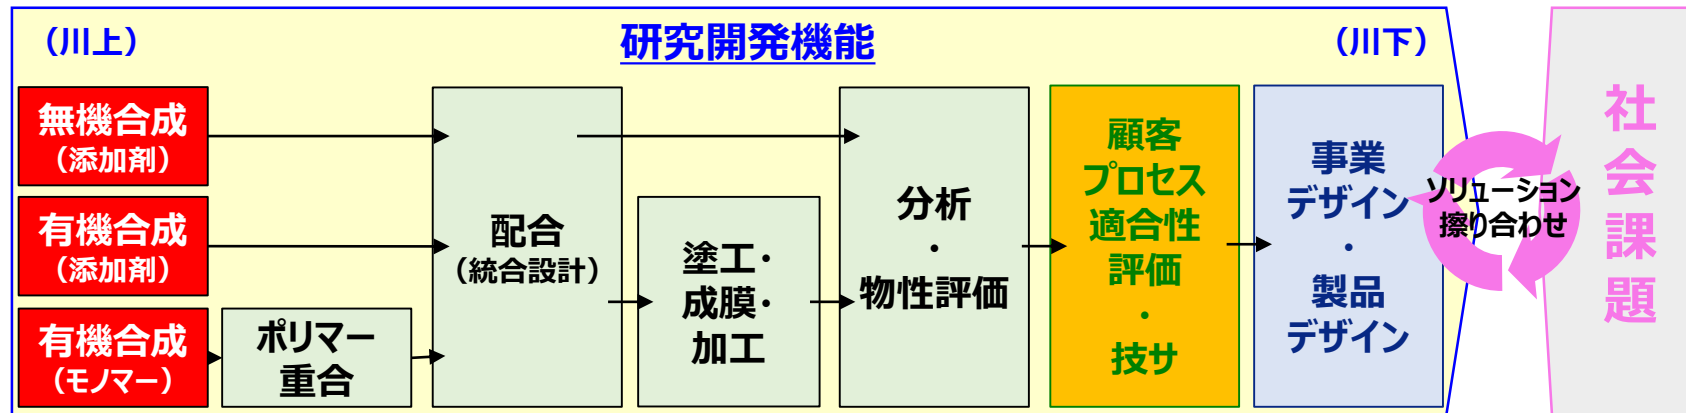 (川上)
研究開発機能
(川下)
無機合成
(添加剤)
有機合成
(添加剤)
有機合成
(モノマー)
ポリマー
重合
配合
(統合設計)
塗工・
成膜・
加工
分析
・
物性評価
顧客
プロセス
適合性
評価
・
技サ
事業
デザイン
・
製品
デザイン
ソリューション
擦り合わせ
社会課題